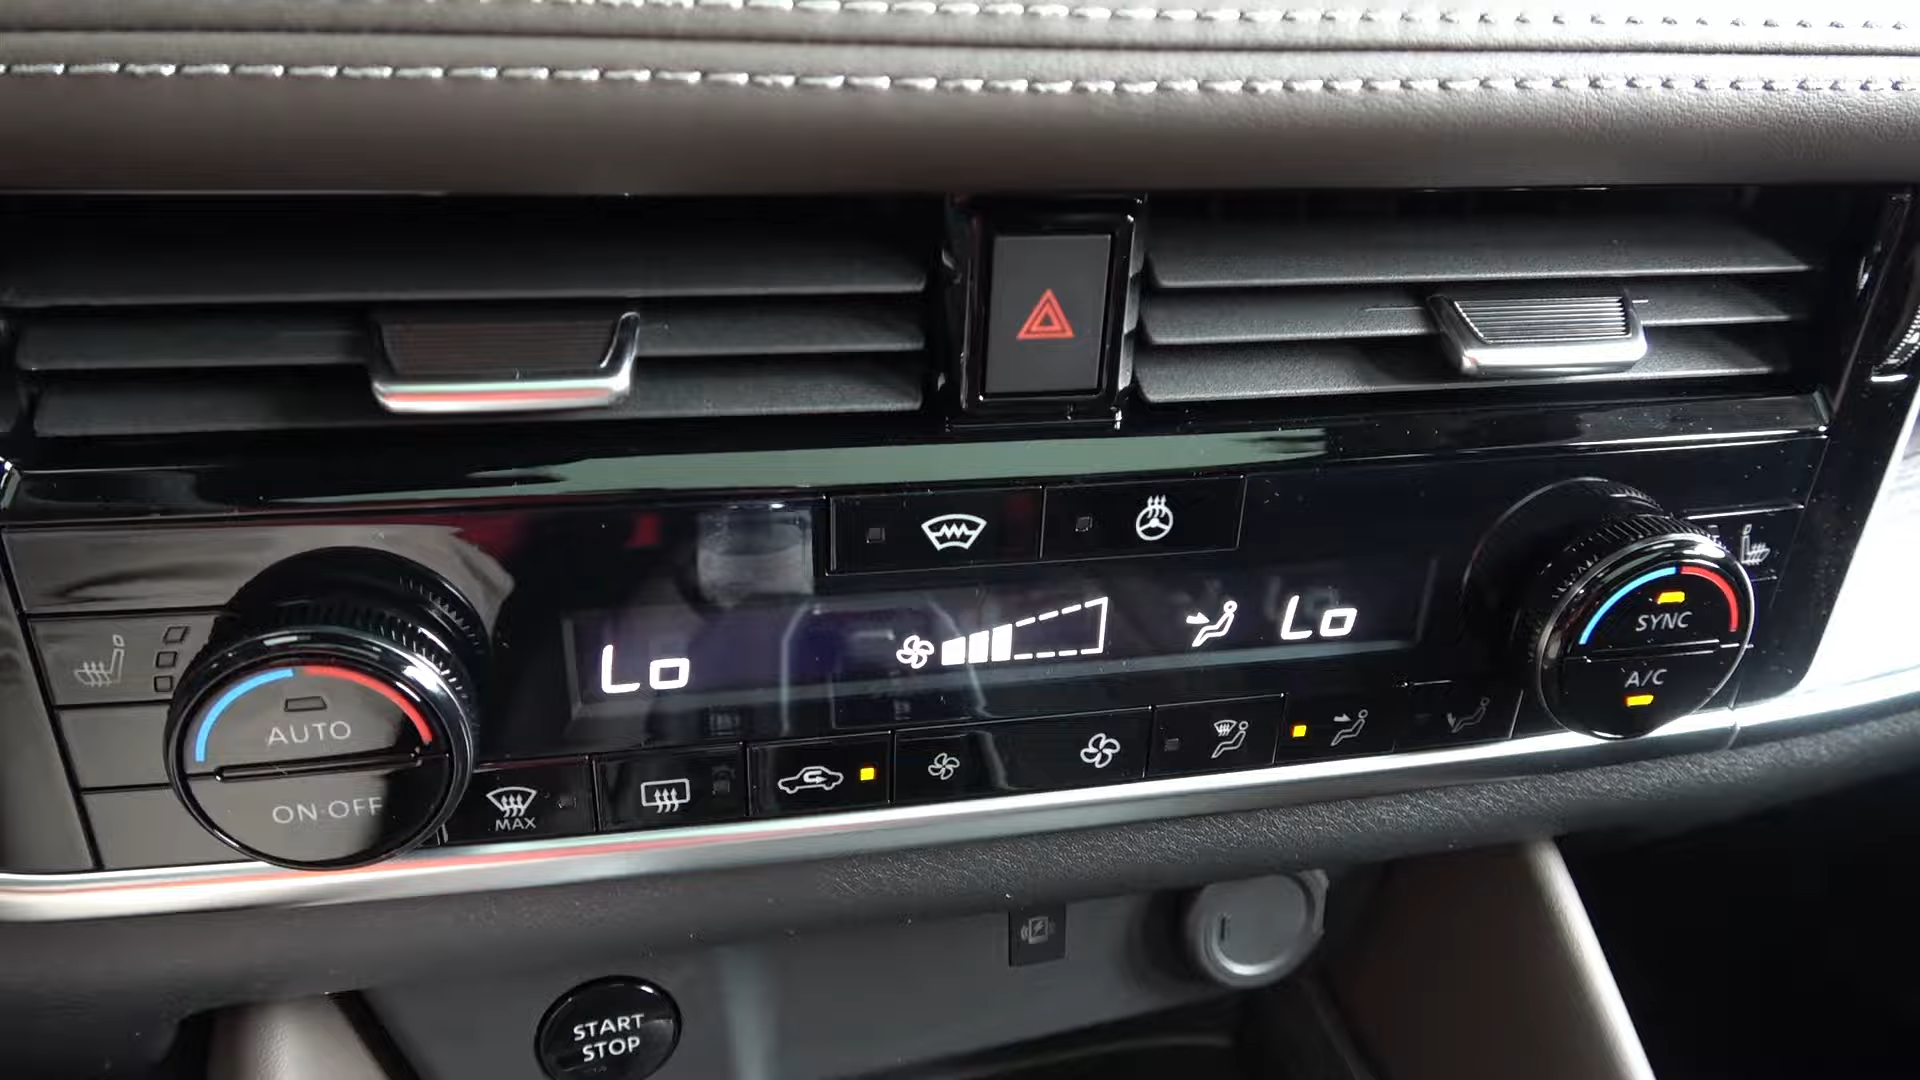 Lo
Lo
SYNC
A/C
AUTO
ON·OFF
MAX
START
STOP